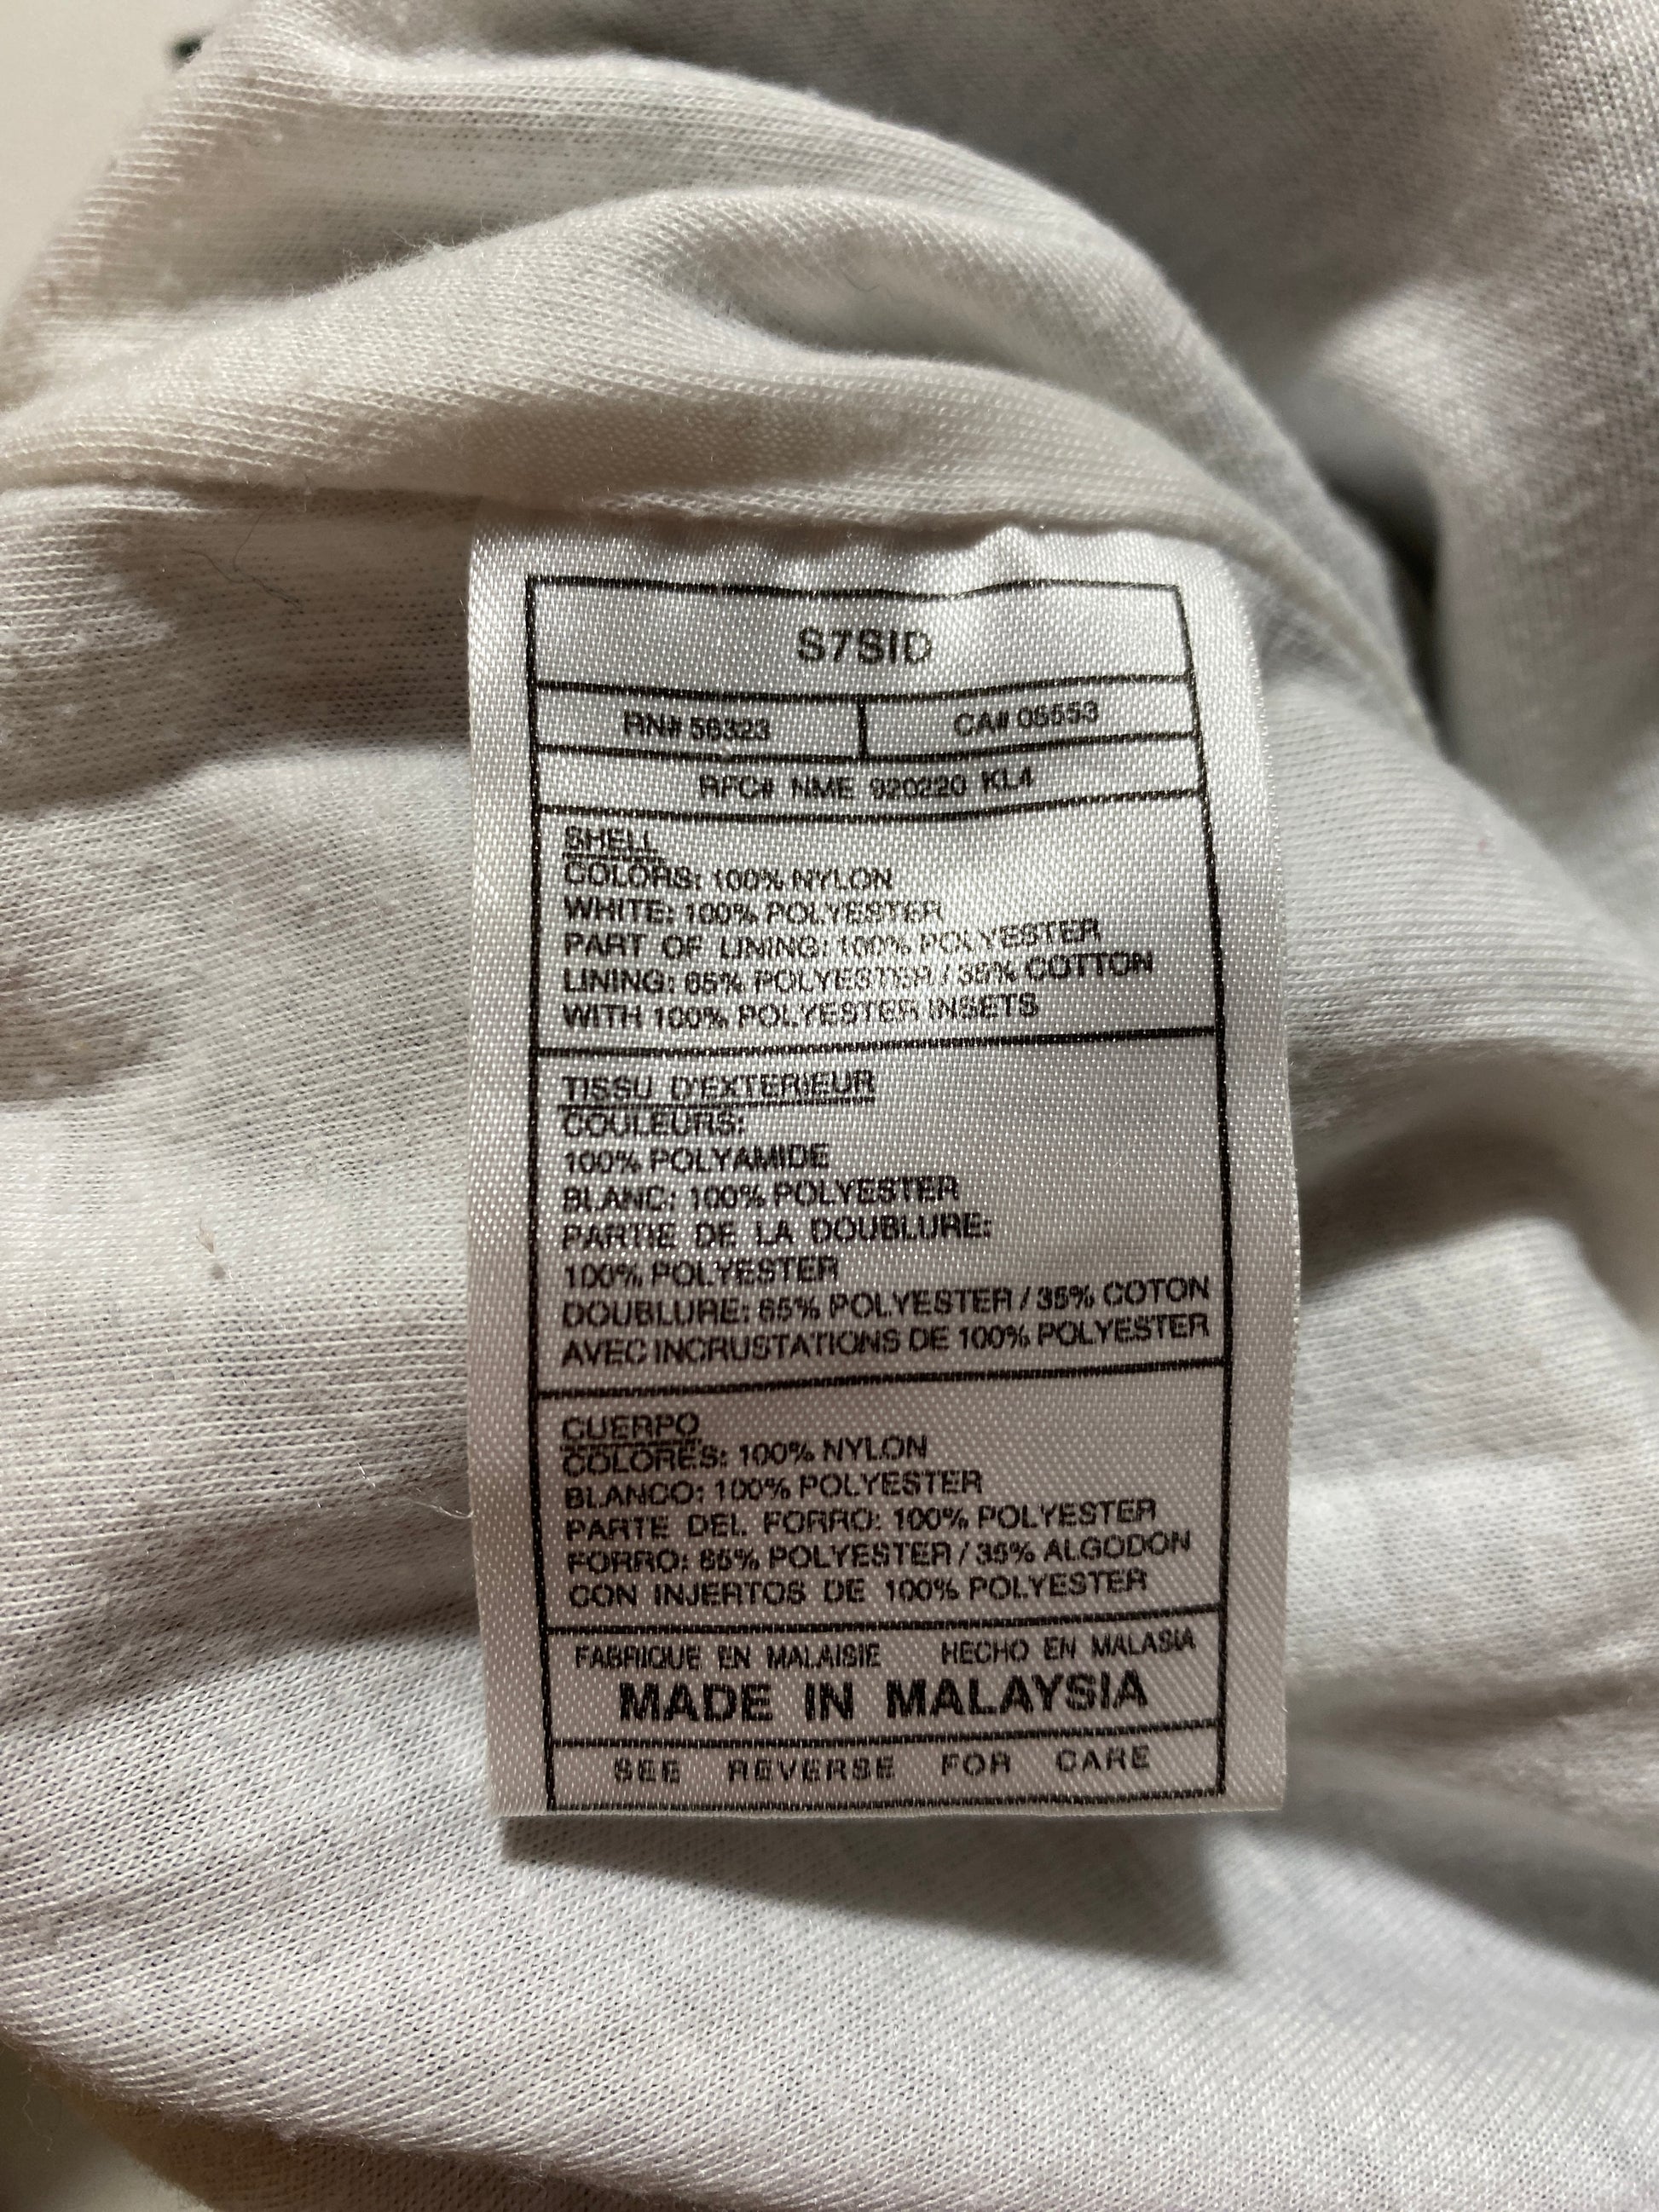 S7SID
RN# 56323 CA# 05553
RFC# NME 920220 KL4
SHELL
COLORS: 100% NYLON
WHITE: 100% POLYESTER
PART OF LINING: 100% POLYESTER
LINING: 65% POLYESTER / 35% COTTON
WITH 100% POLYESTER INSETS
TISSU D'EXTERIEUR
COULEURS:
100% POLYAMIDE
BLANC: 100% POLYESTER
PARTIE DE LA DOUBLURE:
100% POLYESTER
DOUBLURE: 65% POLYESTER / 35% COTON
AVEC INCRUSTATIONS DE 100% POLYESTER
CUERPO
COLORES: 100% NYLON
BLANCO: 100% POLYESTER
PARTE DEL FORRO: 100% POLYESTER
FORRO: 65% POLYESTER / 35% ALGODON
CON INJERTOS DE 100% POLYESTER
FABRIQUE EN MALAISIE HECHO EN MALASIA
MADE IN MALAYSIA
SEE REVERSE FOR CARE